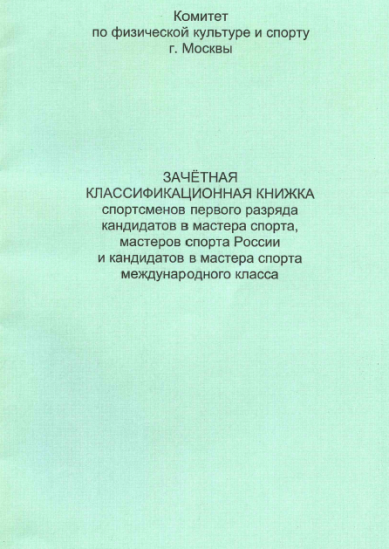 Комитет
по физической культуре и спорту
г. Москвы
ЗАЧЁТНАЯ
КЛАССИФИКАЦИОННАЯ КНИЖКА
спортсменов первого разряда
кандидатов в мастера спорта,
мастеров спорта России
и кандидатов в мастера спорта
международного класса